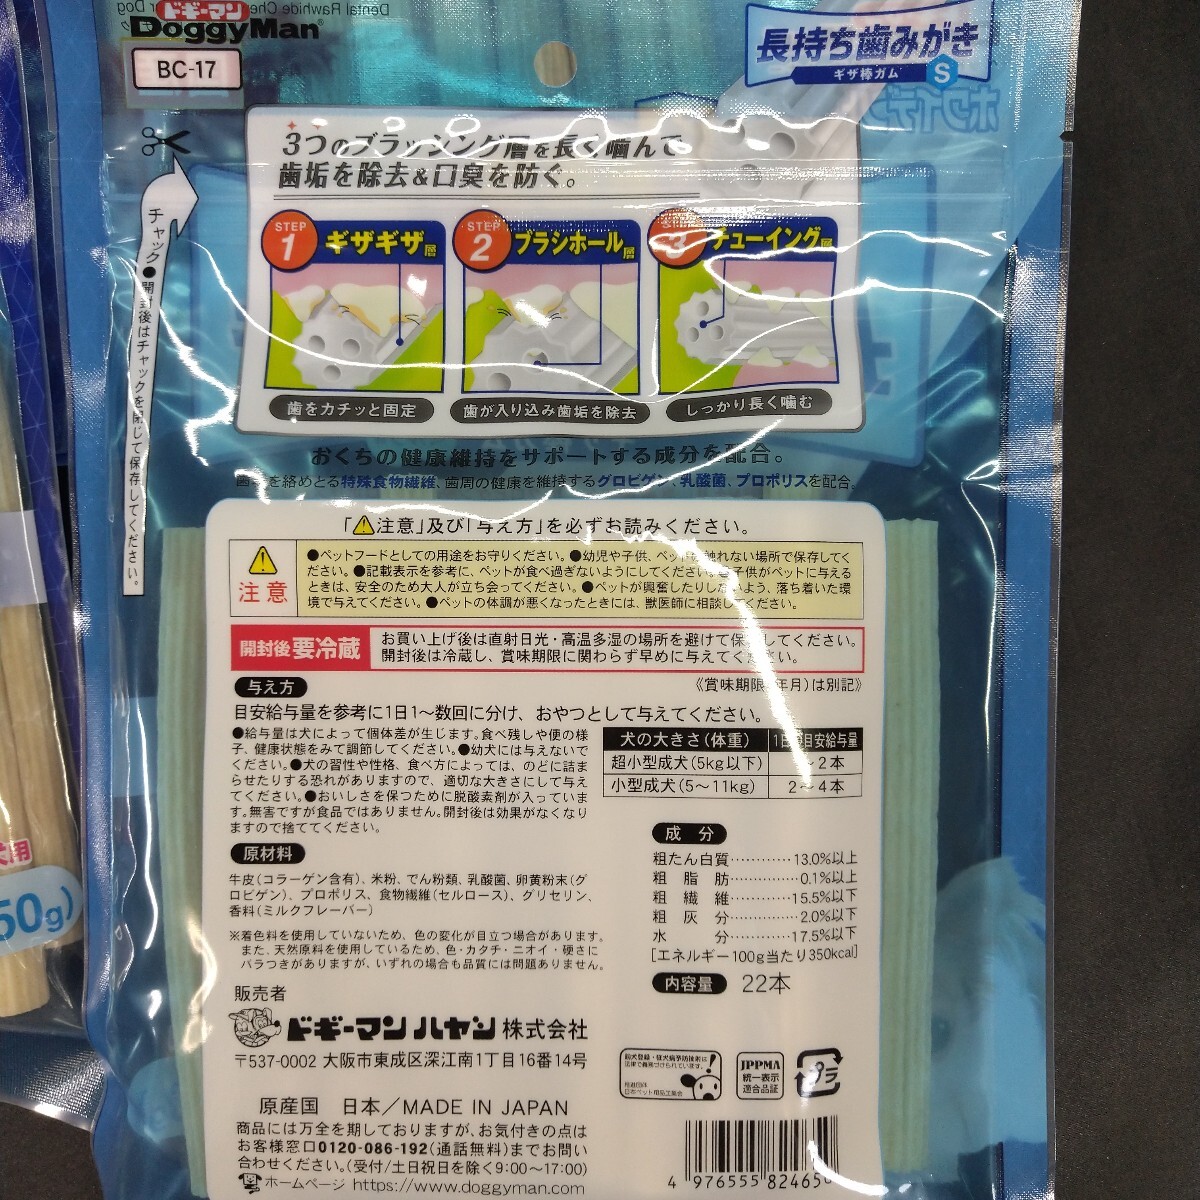 Dental Rawhide
ドギーマン
DoggyMan
BC-17
長持ち歯みがき
ギザ棒ガム S
ホワイデン
チャック●開封後はチャックを閉じて保存してください。
3つのブラッシング層を長く噛んで
歯垢を除去&口臭を防ぐ。
STEP 1 ギザギザ層
STEP 2 ブラシホール層
STEP 3 チューイング層
歯をカチッと固定
歯が入り込み歯垢を除去
しっかり長く噛む
おくちの健康維持をサポートする成分を配合。
を絡めとる特殊食物繊維、歯周の健康を維持するグロビゲン、乳酸菌、プロポリスを配合。
「⚠注意」及び「与え方」を必ずお読みください。
注意
●ペットフードとしての用途をお守りください。●幼児や子供、ペットの触れない場所で保存してく
ださい。●記載表示を参考に、ペットが食べ過ぎないようにしてください。●子供がペットに与える
ときは、安全のため大人が立ち会ってください。●ペットが興奮したりしないよう、落ち着いた環
境で与えてください。●ペットの体調が悪くなったときには、獣医師に相談してください。
開封後要冷蔵
お買い上げ後は直射日光・高温多湿の場所を避けて保存してください。
開封後は冷蔵し、賞味期限に関わらず早めに与えてください。
与え方
《賞味期限(年月)は別記》
目安給与量を参考に1日1〜数回に分け、おやつとして与えてください。
●給与量は犬によって個体差が生じます。食べ残しや便の様
子、健康状態をみて調節してください。●幼犬には与えないで
ください。●犬の習性や性格、食べ方によっては、のどに詰ま
らせたりする恐れがありますので、適切な大きさにして与え
てください。●おいしさを保つために脱酸素剤が入っていま
す。無害ですが食品ではありません。開封後は効果がなくなり
ますので捨ててください。
犬の大きさ(体重) 1日の目安給与量
超小型成犬(5kg以下) 〜2本
小型成犬(5〜11kg) 2〜4本
原材料
牛皮(コラーゲン含有)、米粉、でん粉類、乳酸菌、卵黄粉末(グ
ロビゲン)、プロポリス、食物繊維(セルロース)、グリセリン、
香料(ミルクフレーバー)
※着色料を使用していないため、色の変化が目立つ場合があります。
また、天然原料を使用しているため、色・カタチ・ニオイ・硬さに
バラつきがありますが、いずれの場合も品質には問題ありません。
成分
粗たん白質…………13.0%以上
粗脂肪…………0.1%以上
粗繊維…………15.5%以下
粗灰分…………2.0%以下
水分…………17.5%以下
[エネルギー100g当たり350kcal]
内容量 22本
販売者
ドギーマンハヤシ株式会社
〒537-0002 大阪市東成区深江南1丁目16番14号
JPPMA
統一表示
適合品証
プラ
原産国 日本/MADE IN JAPAN
商品には万全を期しておりますが、お気付きの点は
お客様窓口0120-086-192(通話無料)までお問い
合わせください。(受付/土日祝日を除く9:00〜17:00)
ホームページ https://www.doggyman.com/
4 976555 82465
犬用
50g)